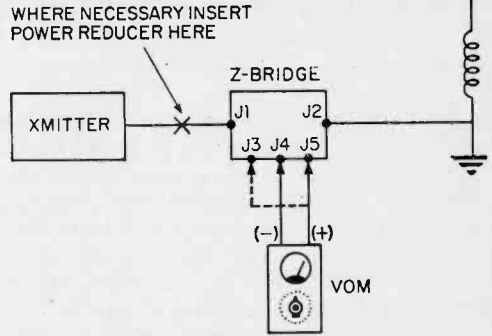 WHERE NECESSARY INSERT
POWER REDUCER HERE
Z-BRIDGE
XMITTER
J1
J2
J3 J4 J5
(-) (+)
VOM